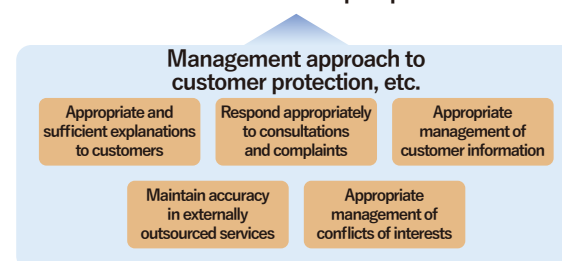 Management approach to
customer protection, etc.
Appropriate and
sufficient explanations
to customers
Respond appropriately
to consultations
and complaints
Appropriate
management of
customer information
Maintain accuracy
in externally
outsourced services
Appropriate
management of
conflicts of interests